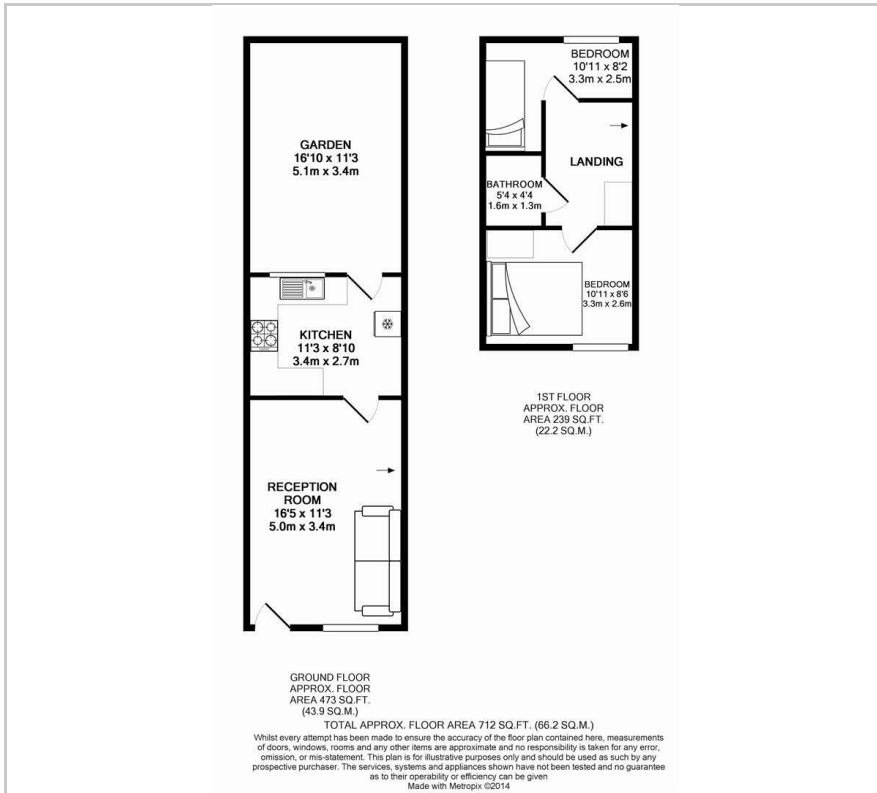 GARDEN
16'10 x 11'3
5.1m x 3.4m
KITCHEN
11'3 x 8'10
3.4m x 2.7m
RECEPTION
ROOM
16'5 x 11'3
5.0m x 3.4m
GROUND FLOOR
APPROX. FLOOR
AREA 473 SQ.FT.
(43.9 SQ.M.)
BEDROOM
10'11 x 8'2
3.3m x 2.5m
LANDING
BATHROOM
5'4 x 4'4
1.6m x 1.3m
BEDROOM
10'11 x 8'6
3.3m x 2.6m
1ST FLOOR
APPROX. FLOOR
AREA 239 SQ.FT.
(22.2 SQ.M.)
TOTAL APPROX. FLOOR AREA 712 SQ.FT. (66.2 SQ.M.)
Whilst every attempt has been made to ensure the accuracy of the floor plan contained here, measurements
of doors, windows, rooms and any other items are approximate and no responsibility is taken for any error,
omission, or mis-statement. This plan is for illustrative purposes only and should be used as such by any
prospective purchaser. The services, systems and appliances shown have not been tested and no guarantee
as to their operability or efficiency can be given
Made with Metropix ©2014